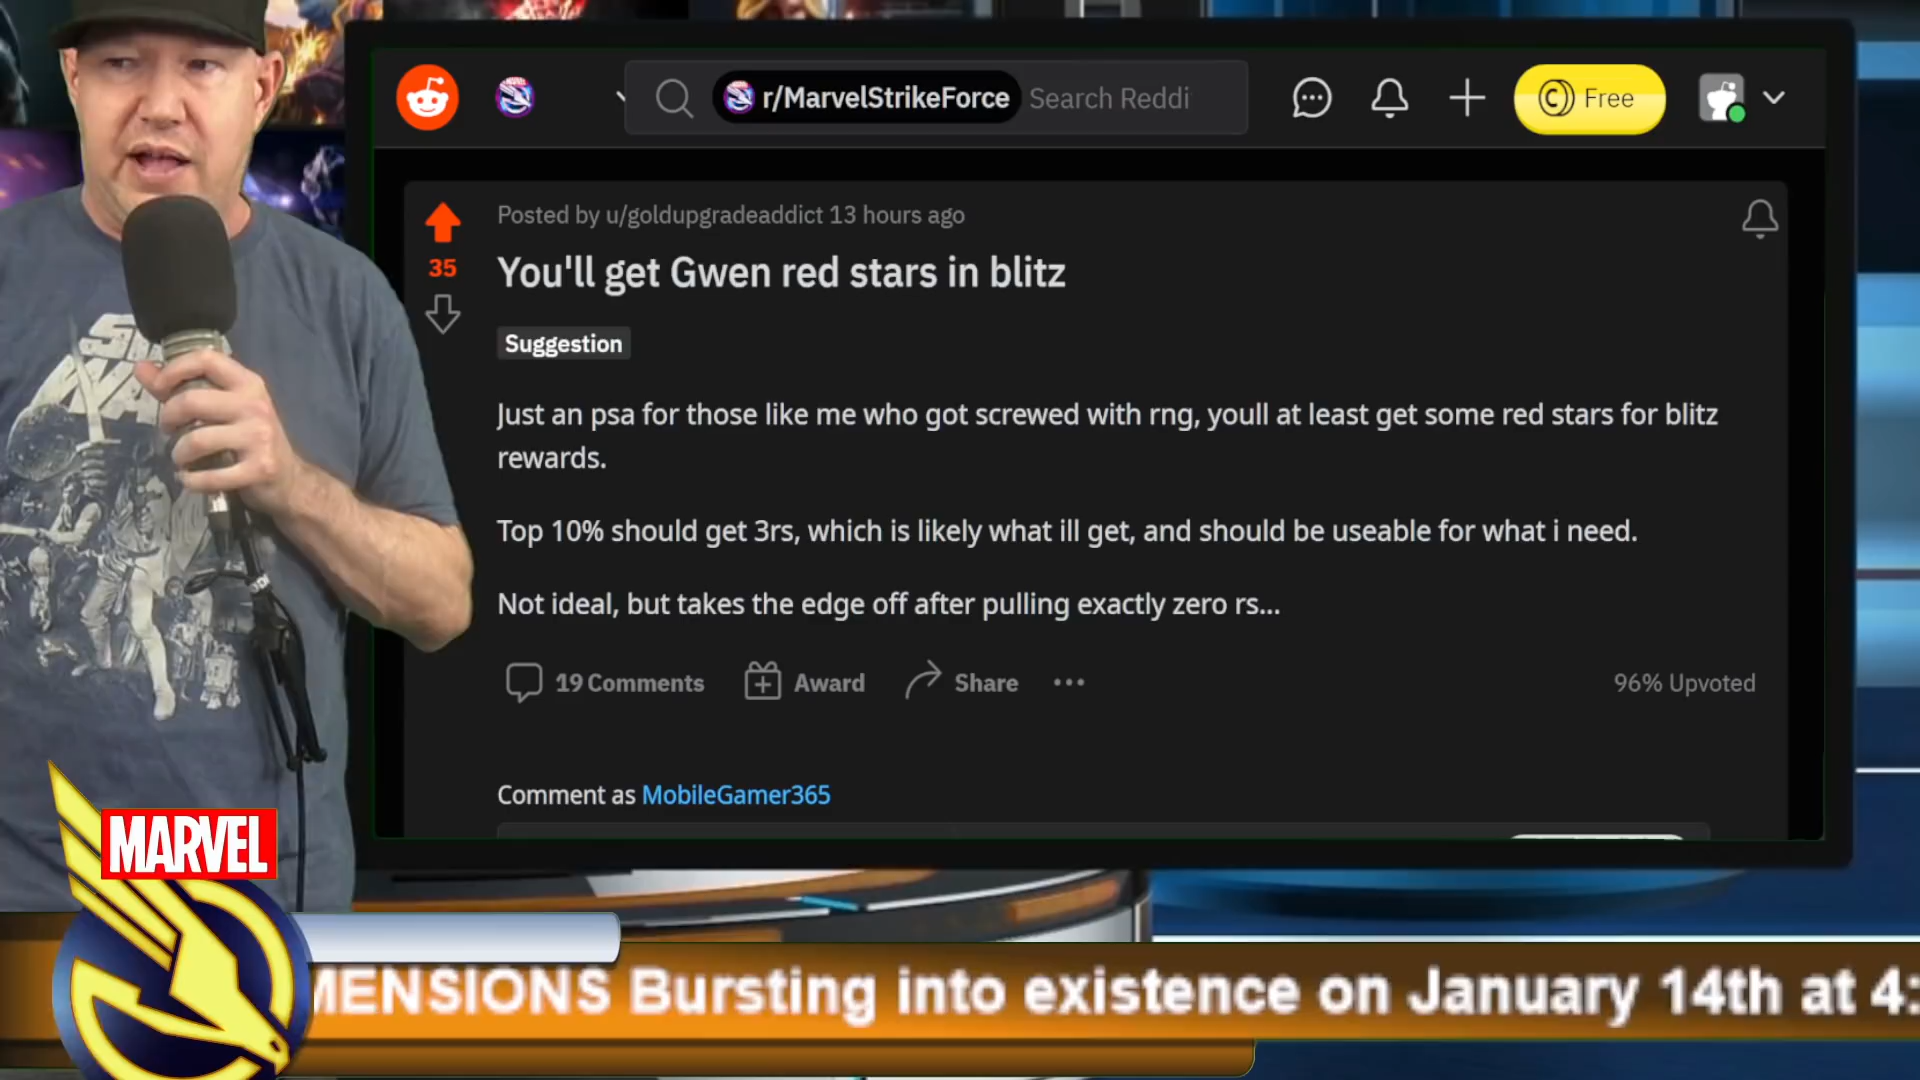 r/MarvelStrikeForce Search Reddi
Free
Posted by u/goldupgradeaddict 13 hours ago
35
You'll get Gwen red stars in blitz
Suggestion
Just an psa for those like me who got screwed with rng, youll at least get some red stars for blitz
rewards.
Top 10% should get 3rs, which is likely what ill get, and should be useable for what i need.
Not ideal, but takes the edge off after pulling exactly zero rs...
19 Comments Award Share
96% Upvoted
Comment as MobileGamer365
MARVEL
MENSIONS Bursting into existence on January 14th at 4: